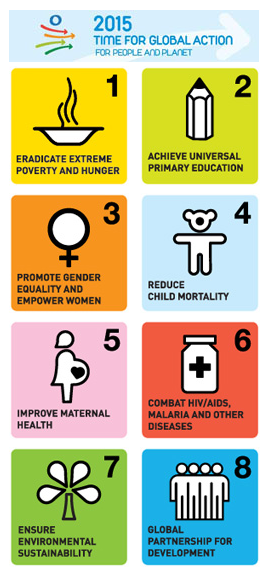 2015
TIME FOR GLOBAL ACTION
FOR PEOPLE AND PLANET
1
ERADICATE EXTREME
POVERTY AND HUNGER
2
ACHIEVE UNIVERSAL
PRIMARY EDUCATION
3
PROMOTE GENDER
EQUALITY AND
EMPOWER WOMEN
4
REDUCE
CHILD MORTALITY
5
IMPROVE MATERNAL
HEALTH
6
COMBAT HIV/AIDS,
MALARIA AND OTHER
DISEASES
7
ENSURE
ENVIRONMENTAL
SUSTAINABILITY
8
GLOBAL
PARTNERSHIP FOR
DEVELOPMENT